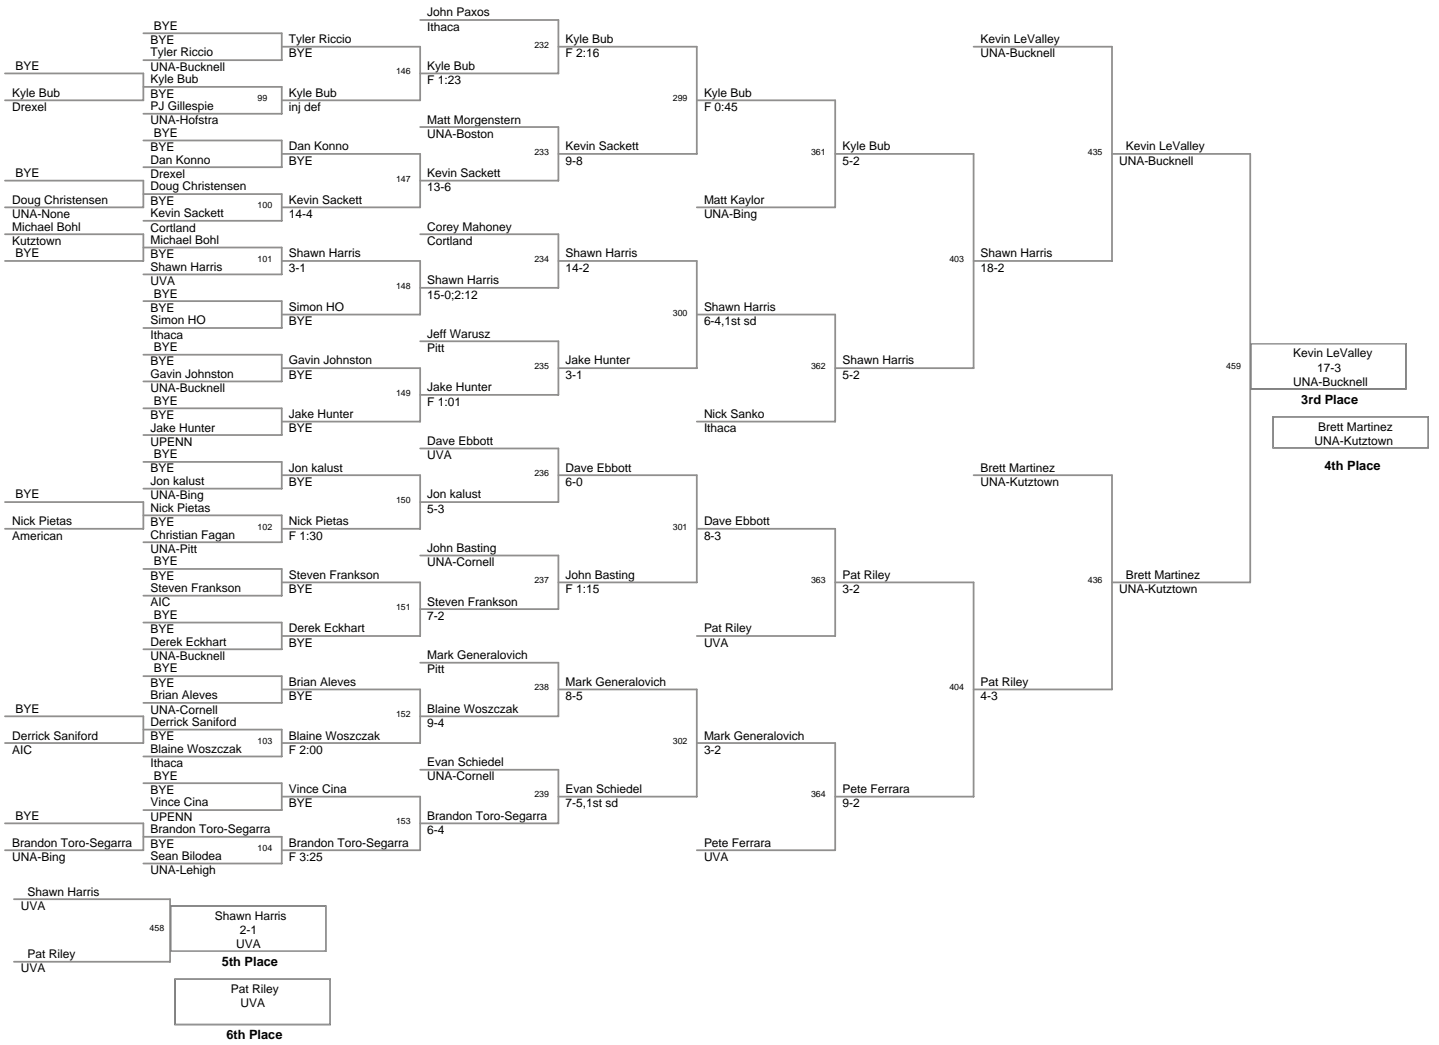 BYE
Kyle Bub
Drexel
BYE
Doug Christensen
UNA-None
Michael Bohl
Kutztown
BYE
BYE
Nick Pietas
American
BYE
Derrick Saniford
AIC
BYE
Brandon Toro-Segarra
UNA-Bing
BYE
BYE
Tyler Riccio
UNA-Bucknell
Kyle Bub
BYE
99
PJ Gillespie
UNA-Hofstra
BYE
BYE
Dan Konno
Drexel
Doug Christensen
BYE
100
Kevin Sackett
Cortland
Michael Bohl
BYE
101
Shawn Harris
UVA
BYE
BYE
Simon HO
Ithaca
BYE
BYE
Gavin Johnston
UNA-Bucknell
BYE
BYE
Jake Hunter
UPENN
BYE
BYE
Jon kalust
UNA-Bing
Nick Pietas
BYE
102
Christian Fagan
UNA-Pitt
BYE
BYE
Steven Frankson
AIC
BYE
BYE
Derek Eckhart
UNA-Bucknell
BYE
BYE
Brian Aleves
UNA-Cornell
Derrick Saniford
BYE
103
Blaine Woszczak
Ithaca
BYE
BYE
Vince Cina
UPENN
Brandon Toro-Segarra
BYE
104
Sean Bilodea
UNA-Lehigh
Tyler Riccio
BYE
146
Kyle Bub
inj def
Dan Konno
BYE
147
Kevin Sackett
14-4
Shawn Harris
3-1
148
Simon HO
BYE
Gavin Johnston
BYE
149
Jake Hunter
BYE
Jon kalust
BYE
150
Nick Pietas
F 1:30
Steven Frankson
BYE
151
Derek Eckhart
BYE
Brian Aleves
BYE
152
Blaine Woszczak
F 2:00
Vince Cina
BYE
153
Brandon Toro-Segarra
F 3:25
John Paxos
Ithaca
232
Kyle Bub
F 1:23
Matt Morgenstern
UNA-Boston
233
Kevin Sackett
13-6
Corey Mahoney
Cortland
234
Shawn Harris
15-0;2:12
Jeff Warusz
Pitt
235
Jake Hunter
F 1:01
Dave Ebbott
UVA
236
Jon kalust
5-3
John Basting
UNA-Cornell
237
Steven Frankson
7-2
Mark Generalovich
Pitt
238
Blaine Woszczak
9-4
Evan Schiedel
UNA-Cornell
239
Brandon Toro-Segarra
6-4
Kyle Bub
F 2:16
299
Kevin Sackett
9-8
Shawn Harris
14-2
300
Jake Hunter
3-1
Dave Ebbott
6-0
301
John Basting
F 1:15
Mark Generalovich
8-5
302
Evan Schiedel
7-5,1st sd
Kyle Bub
F 0:45
361
Matt Kaylor
UNA-Bing
Shawn Harris
6-4,1st sd
362
Nick Sanko
Ithaca
Dave Ebbott
8-3
363
Pat Riley
UVA
Mark Generalovich
3-2
364
Pete Ferrara
UVA
Kyle Bub
5-2
403
Shawn Harris
5-2
Pat Riley
3-2
404
Pete Ferrara
9-2
Kevin LeValley
UNA-Bucknell
435
Shawn Harris
18-2
Brett Martinez
UNA-Kutztown
436
Pat Riley
4-3
Kevin LeValley
UNA-Bucknell
459
Brett Martinez
UNA-Kutztown
Kevin LeValley
17-3
UNA-Bucknell
3rd Place
Brett Martinez
UNA-Kutztown
4th Place
Shawn Harris
UVA
458
Pat Riley
UVA
Shawn Harris
2-1
UVA
5th Place
Pat Riley
UVA
6th Place